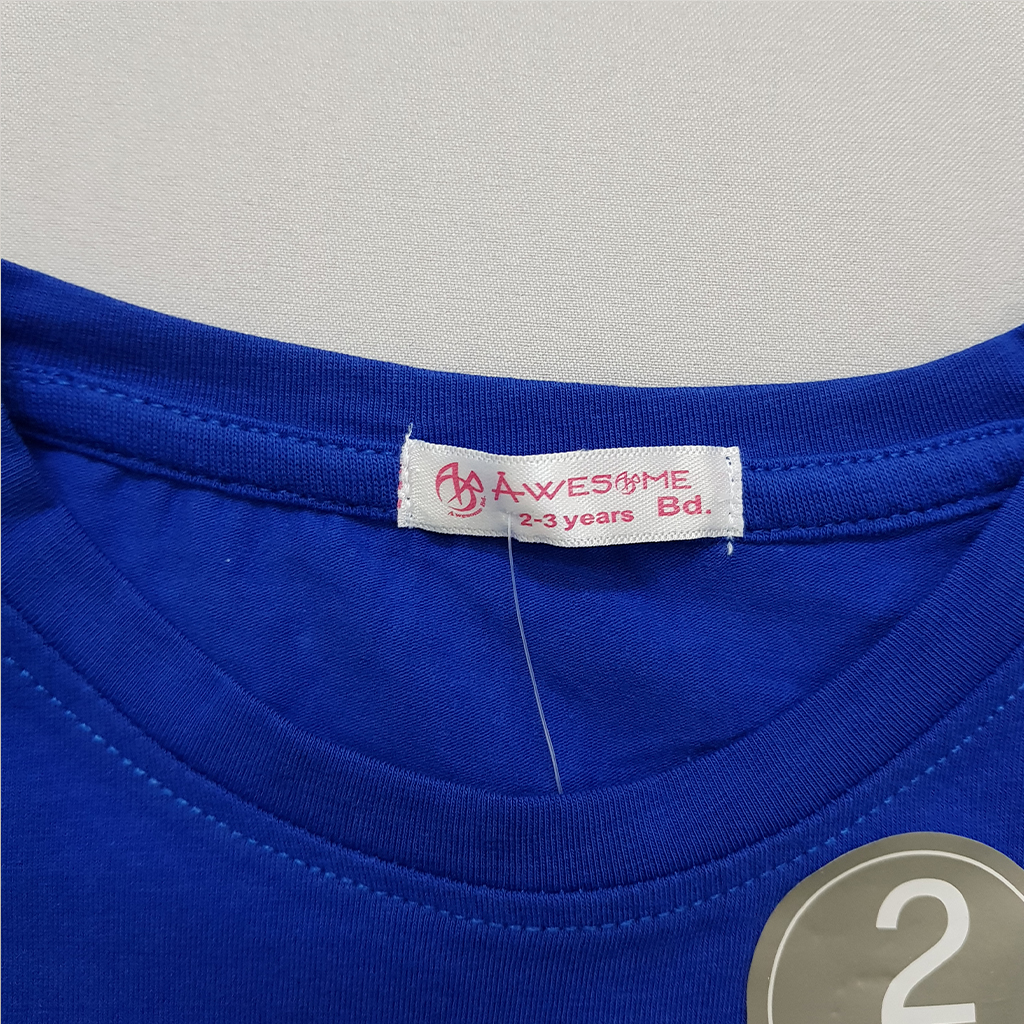 AWESOME
2-3 years Bd.
2